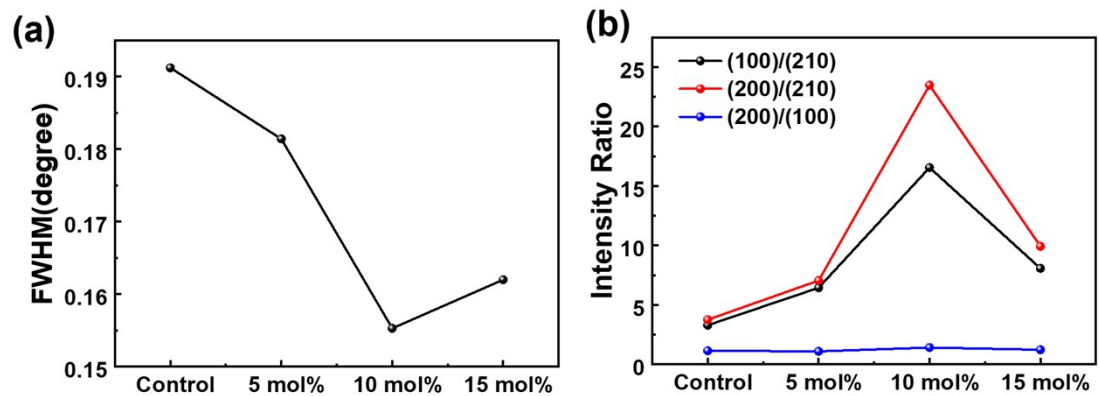 (a)
FWHM(degree)
0.19
0.18
0.17
0.16
0.15
Control 5 mol% 10 mol% 15 mol%
(b)
Intensity Ratio
(100)/(210)
(200)/(210)
(200)/(100)
25
20
15
10
5
0
Control 5 mol% 10 mol% 15 mol%